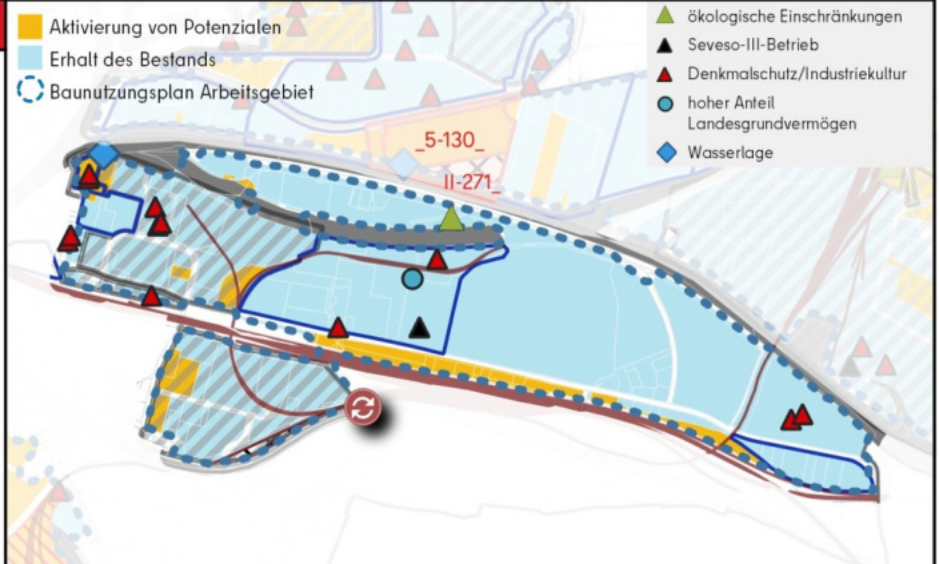 Aktivierung von Potenzialen
Erhalt des Bestands
Baunutzungsplan Arbeitsgebiet
ökologische Einschränkungen
Seveso-III-Betrieb
Denkmalschutz/Industriekultur
hoher Anteil
Landesgrundvermögen
Wasserlage
_5-130_
II-271_